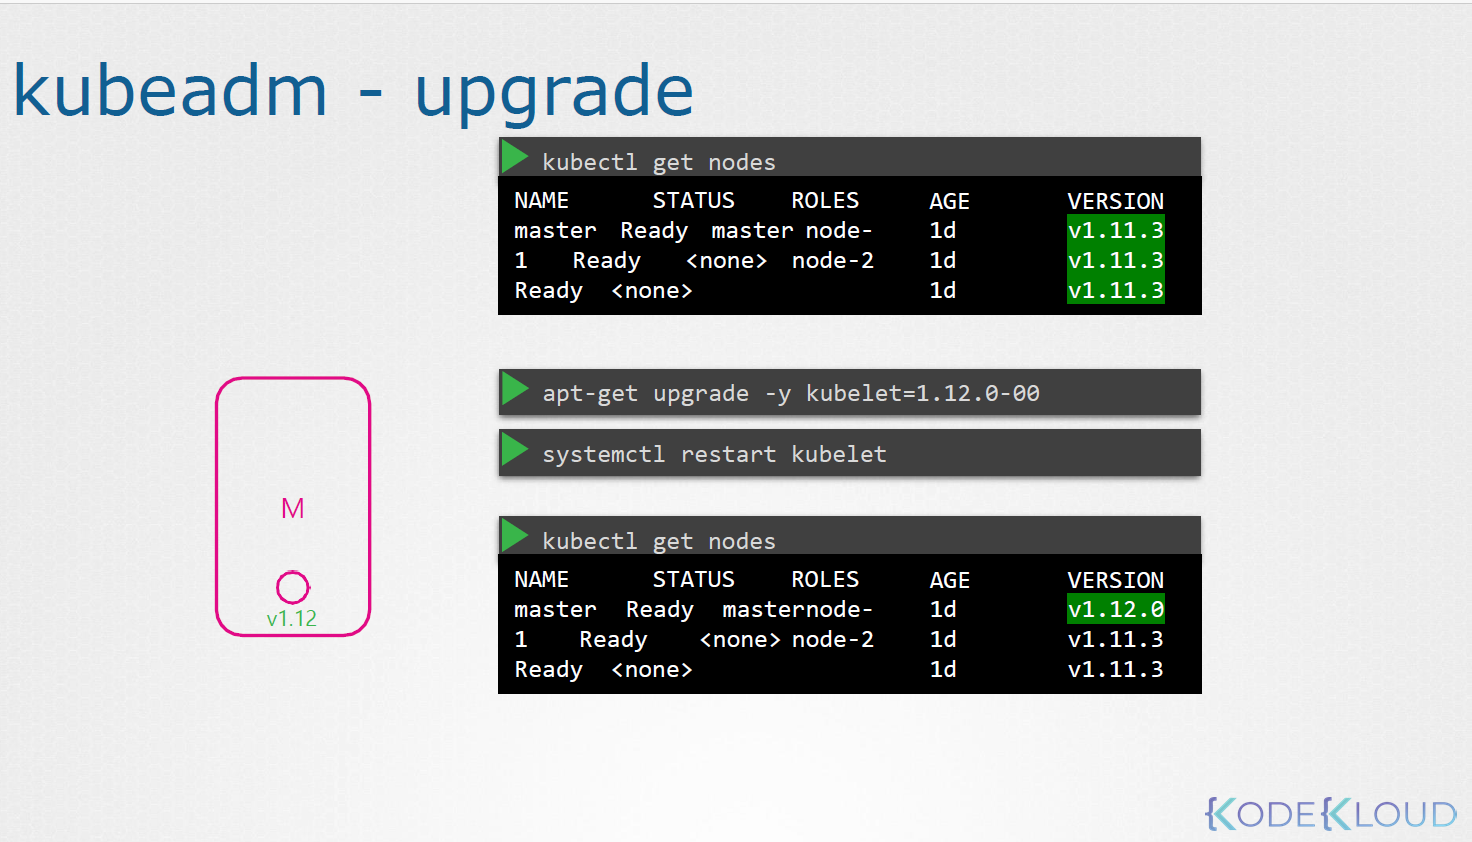 kubeadm - upgrade
kubectl get nodes
NAME STATUS ROLES AGE VERSION
master Ready master node- 1d v1.11.3
1 Ready <none> node-2 1d v1.11.3
Ready <none> 1d v1.11.3
apt-get upgrade -y kubelet=1.12.0-00
systemctl restart kubelet
M
v1.12
kubectl get nodes
NAME STATUS ROLES AGE VERSION
master Ready masternode- 1d v1.12.0
1 Ready <none> node-2 1d v1.11.3
Ready <none> 1d v1.11.3
KODEKLOUD